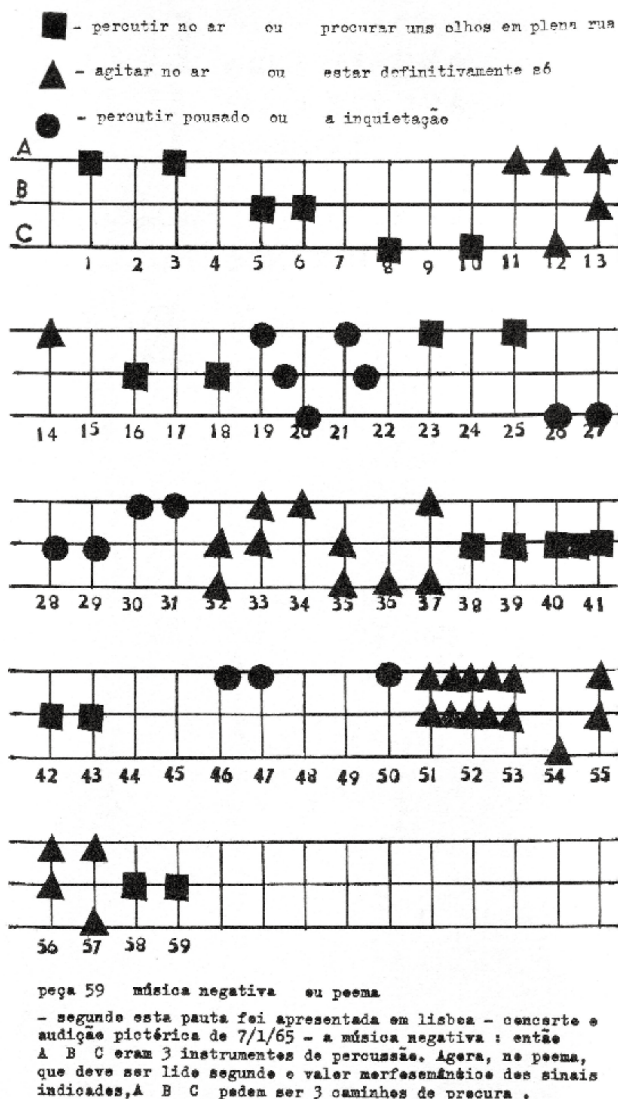 - percutir no ar ou procurar uns olhos em plena rua
- agitar no ar ou estar definitivamente só
- percutir pousado ou a inquietação
A
B
C
1 2 3 4 5 6 7 8 9 10 11 12 13
14 15 16 17 18 19 20 21 22 23 24 25 26 27
28 29 30 31 32 33 34 35 36 37 38 39 40 41
42 43 44 45 46 47 48 49 50 51 52 53 54 55
56 57 58 59
peça 59 música negativa ou poema
- segundo esta pauta foi apresentada em lisboa - concerto e
audição pictórica de 7/1/65 - a música negativa : então
A B C eram 3 instrumentos de percussão. Agora, no poema,
que deve ser lido segundo o valor morfosemântico dos sinais
indicados, A B C podem ser 3 caminhos de procura .